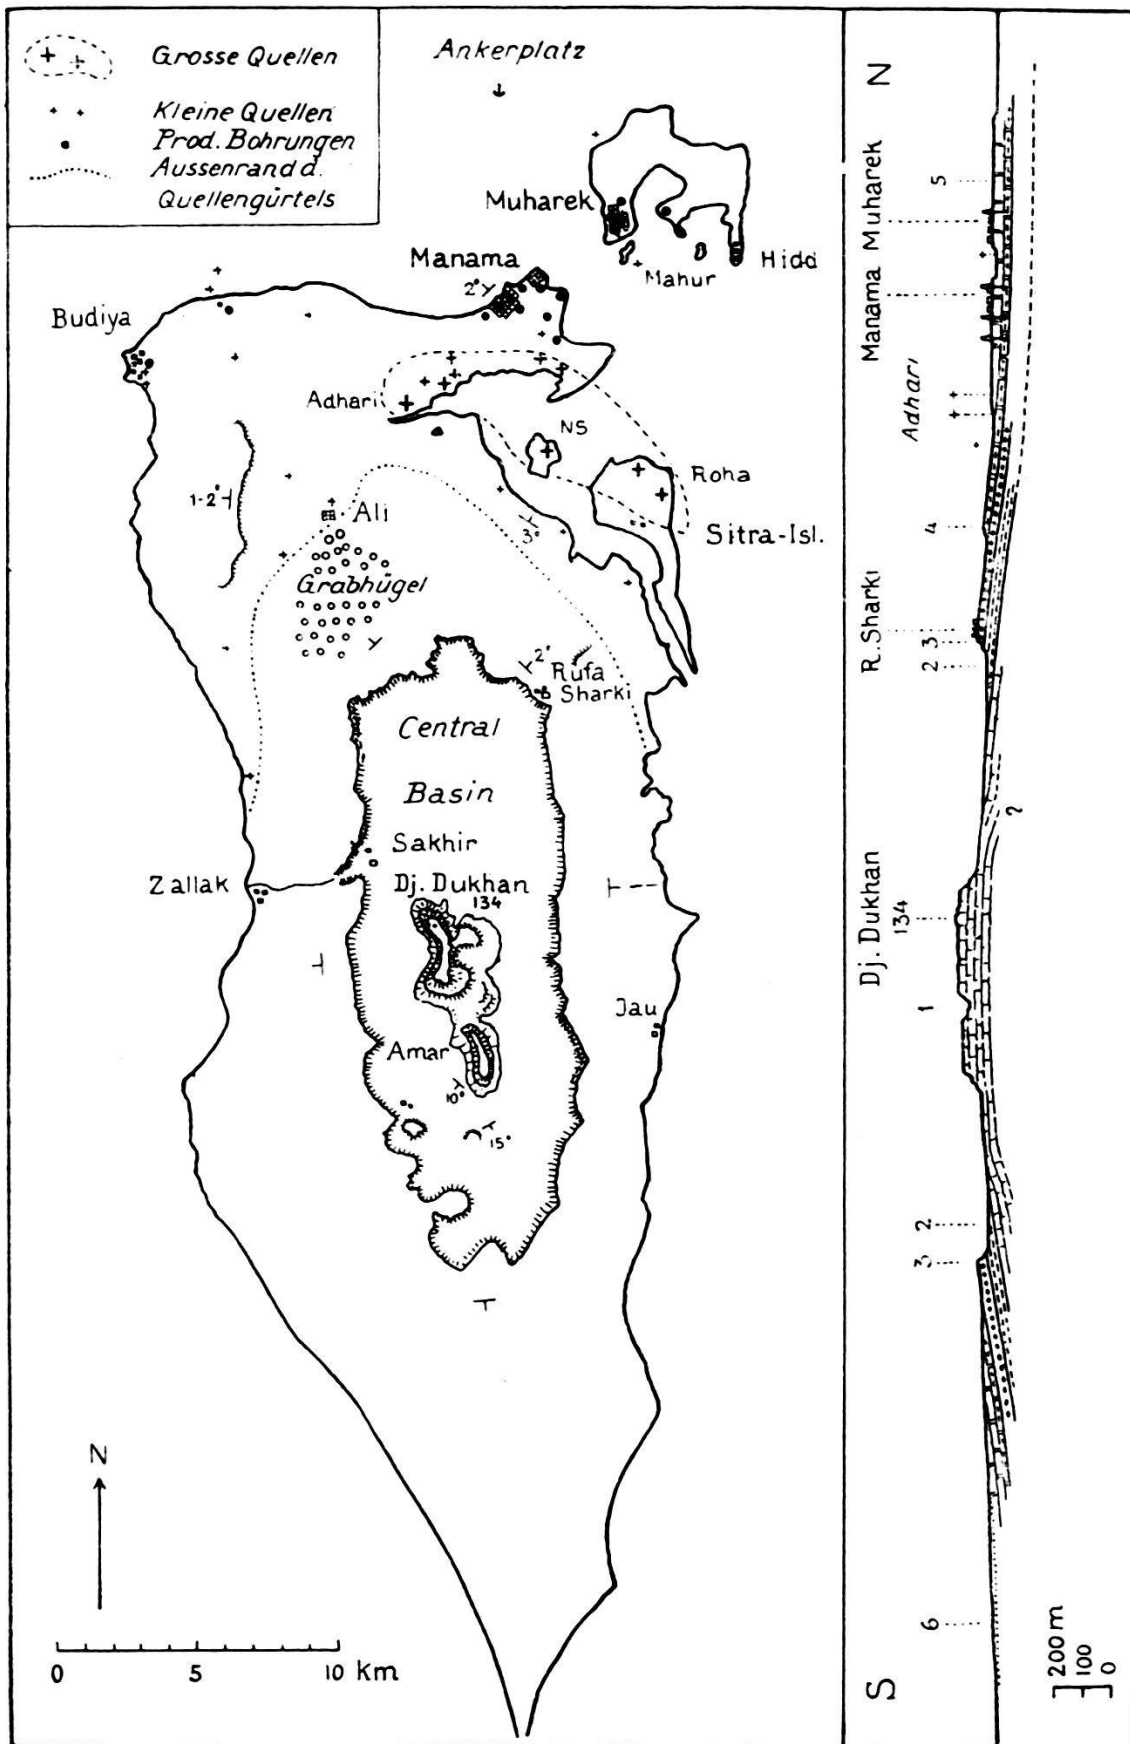 Grosse Quellen
Kleine Quellen
Prod. Bohrungen
Aussenrand d.
Quellengürtels
Ankerplatz
Muharek
Manama
2°
Mahur
Hidd
Budiya
Adhari
NS
Roha
1-2°
Ali
3°
Sitra-Isl.
Grabhügel
2°
Rufa
Sharki
Central
Basin
Sakhir
Zallak
Dj. Dukhan
134
Jau
Amar
10°
15°
N
0 5 10 km
N
Muharek
5
Manama
Adhari
4
R. Sharki
3
2
?
Dj. Dukhan
134
1
2
3
6
S
200 m
100
0